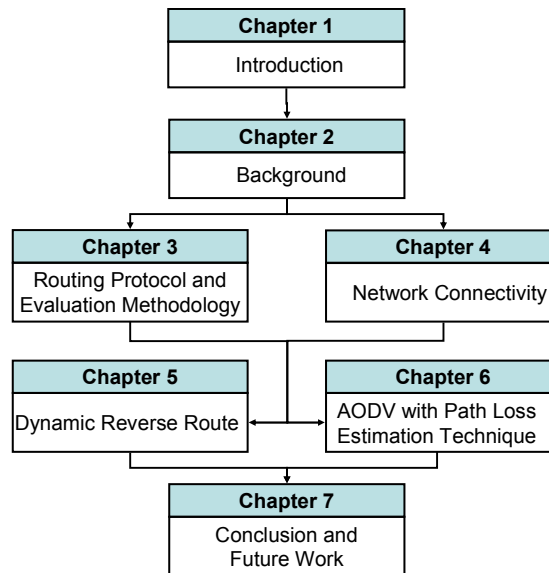 Chapter 1
Introduction
Chapter 2
Background
Chapter 3
Routing Protocol and
Evaluation Methodology
Chapter 4
Network Connectivity
Chapter 5
Dynamic Reverse Route
Chapter 6
AODV with Path Loss
Estimation Technique
Chapter 7
Conclusion and
Future Work